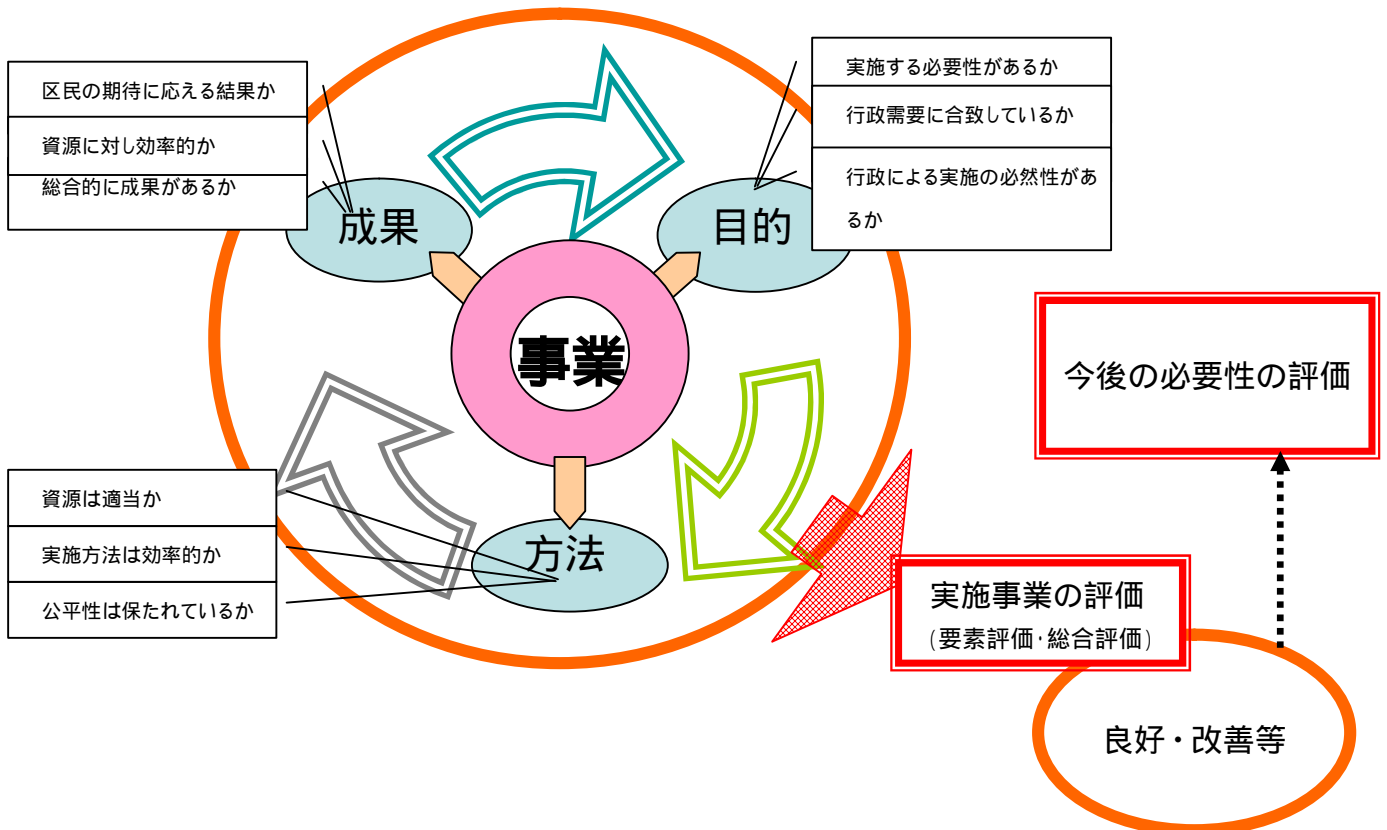 区民の期待に応える結果か
資源に対し効率的か
総合的に成果があるか
実施する必要性があるか
行政需要に合致しているか
行政による実施の必然性があ
るか
成果
目的
事業
今後の必要性の評価
資源は適当か
実施方法は効率的か
公平性は保たれているか
方法
実施事業の評価
(要素評価･総合評価)
良好・改善等